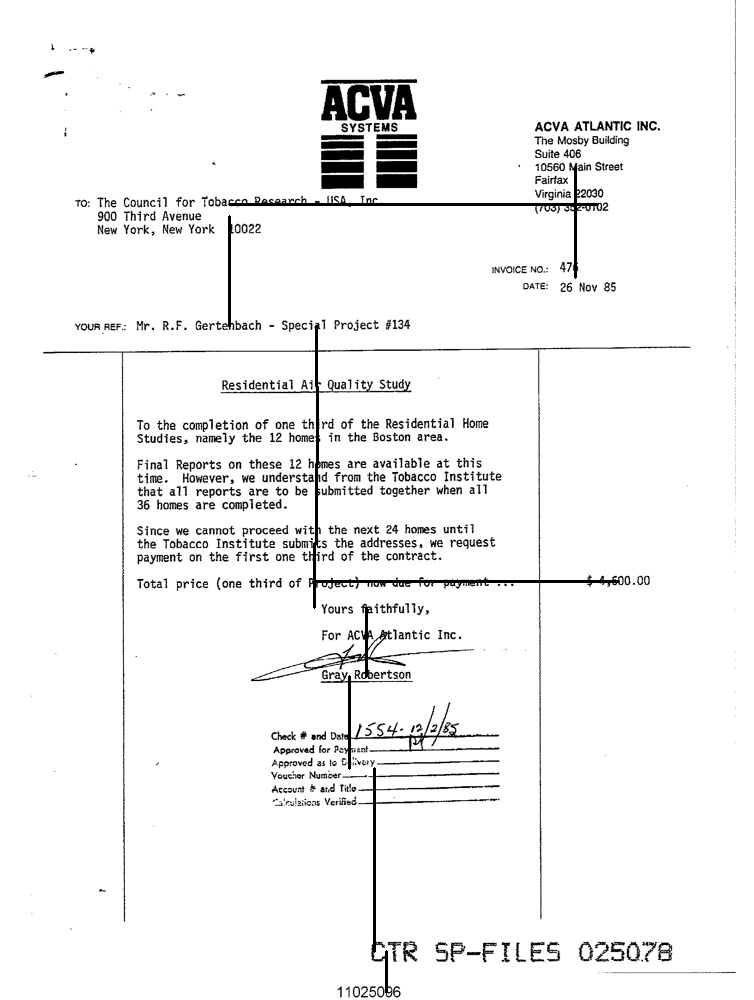 ACVA
SYSTEMS
ACVA ATLANTIC INC.
The Mosby Building
Suite 406
10560 Main Street
Fairfax
Virginia 22030
(703) 352-0102
TO: The Council for Tobacco Research - USA, Inc.
900 Third Avenue
New York, New York 10022
INVOICE NO.:
DATE: 26 Nov 85
YOUR REF.: Mr. R.F. Gertenbach - Special Project #134
Residential Air Quality Study
To the completion of one third of the Residential Home
Studies, namely the 12 homes in the Boston area.
Final Reports on these 12 homes are available at this
time. However, we understand from the Tobacco Institute
that all reports are to be submitted together when all
36 homes are completed.
Since we cannot proceed with the next 24 homes until
the Tobacco Institute submits the addresses, we request
payment on the first one third of the contract.
Total price (one third of Project) now due for payment ... $ 4,600.00
Yours faithfully,
For ACVA Atlantic Inc.
Gray Robertson
Check # and Date 1554- 12/2/85
Approved for Payment
Approved as to Delivery
Voucher Number
Account # and Title
Calculations Verified
CTR SP-FILES 025078
11025096